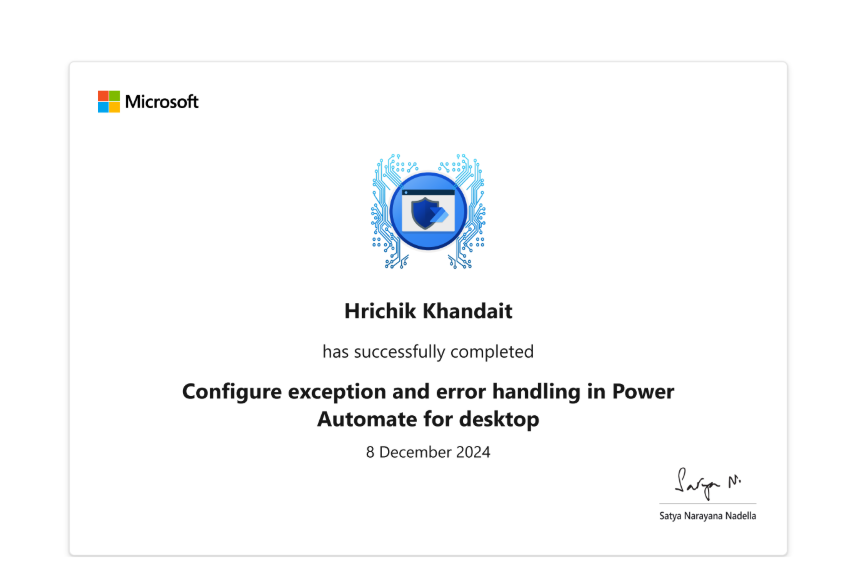 Microsoft
Hrichik Khandait
has successfully completed
Configure exception and error handling in Power
Automate for desktop
8 December 2024
Satya N.
Satya Narayana Nadella